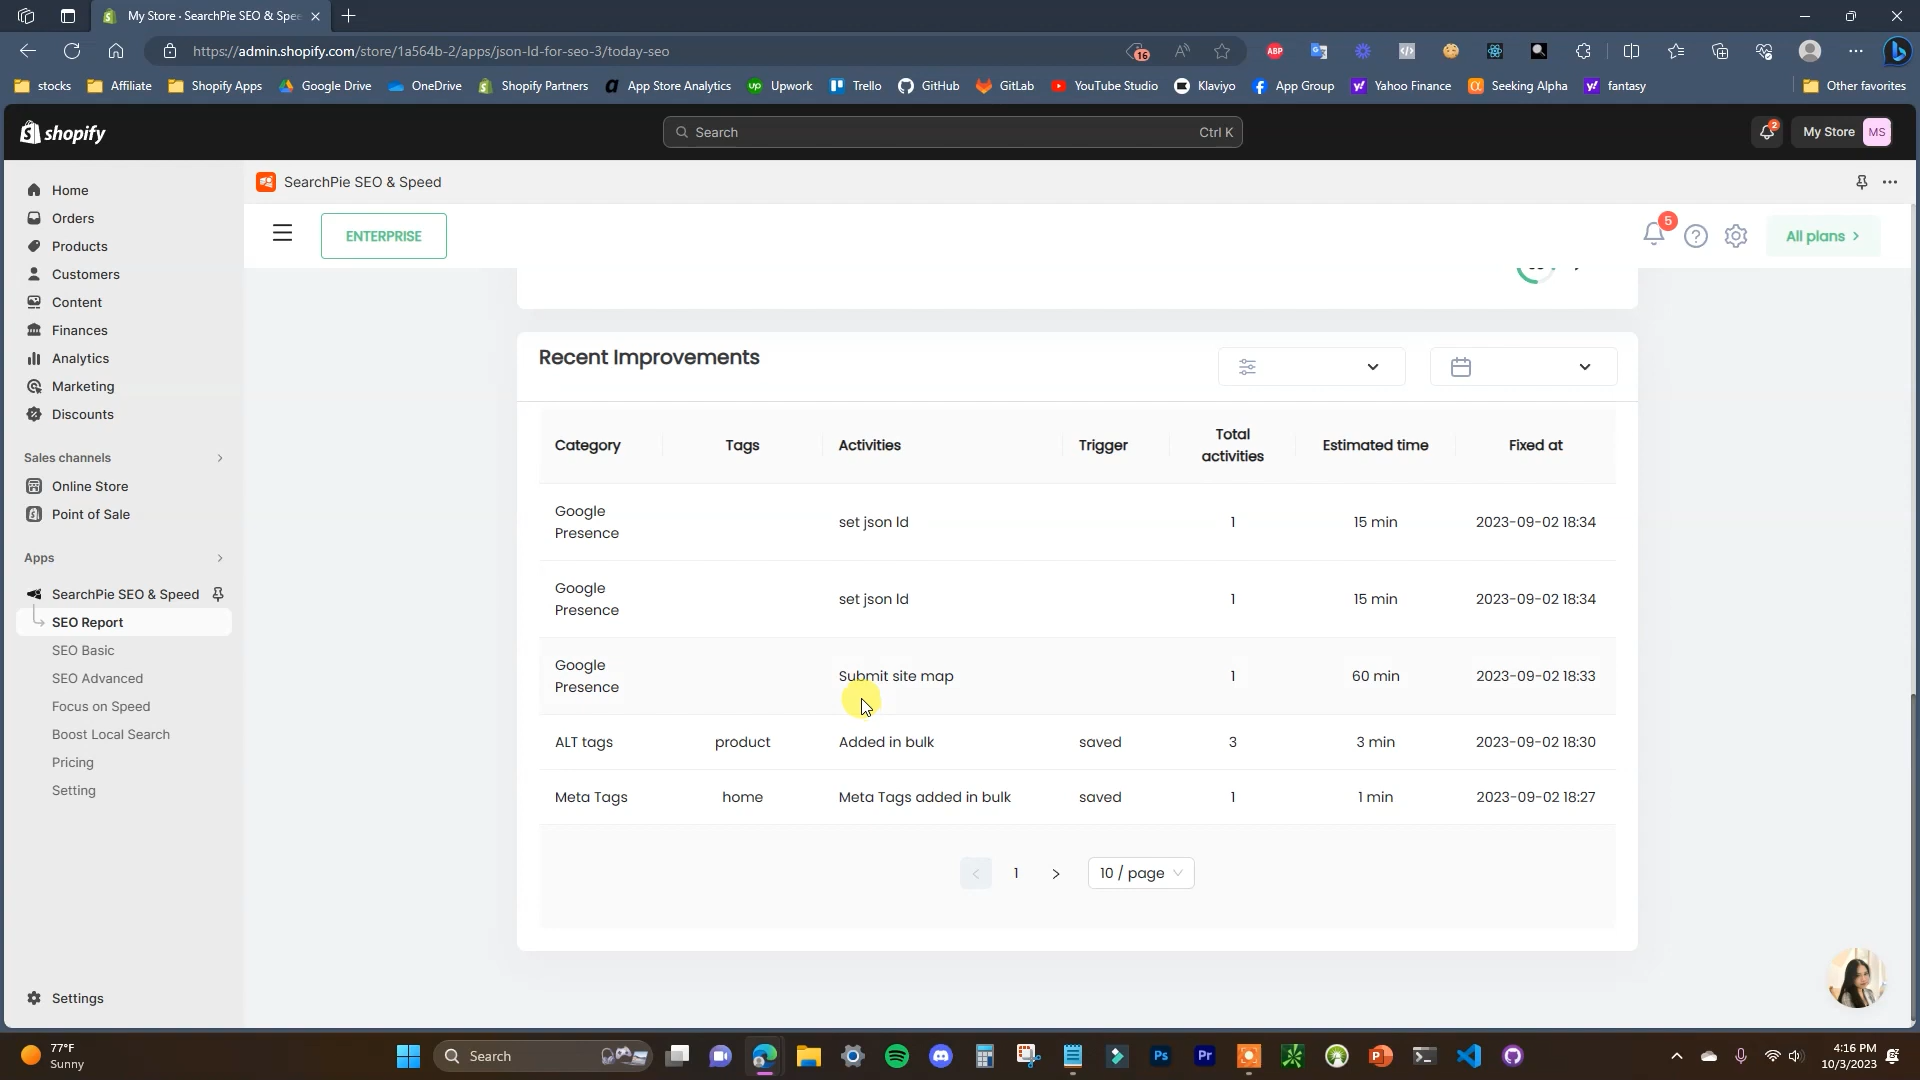 My Store · SearchPie SEO & Spe
https://admin.shopify.com/store/1a564b-2/apps/json-ld-for-seo-3/today-seo
16
ABP
stocks
Affiliate
Shopify Apps
Google Drive
OneDrive
Shopify Partners
App Store Analytics
Upwork
Trello
GitHub
GitLab
YouTube Studio
Klaviyo
App Group
Yahoo Finance
Seeking Alpha
fantasy
Other favorites
shopify
Search
Ctrl K
2
My Store
MS
Home
Orders
Products
Customers
Content
Finances
Analytics
Marketing
Discounts
Sales channels
Online Store
Point of Sale
Apps
SearchPie SEO & Speed
SEO Report
SEO Basic
SEO Advanced
Focus on Speed
Boost Local Search
Pricing
Setting
Settings
SearchPie SEO & Speed
ENTERPRISE
5
All plans
Recent Improvements
Category Tags Activities Trigger Total activities Estimated time Fixed at
Google Presence set json ld 1 15 min 2023-09-02 18:34
Google Presence set json ld 1 15 min 2023-09-02 18:34
Google Presence Submit site map 1 60 min 2023-09-02 18:33
ALT tags product Added in bulk saved 3 3 min 2023-09-02 18:30
Meta Tags home Meta Tags added in bulk saved 1 1 min 2023-09-02 18:27
1
10 / page
77°F
Sunny
Search
Ps
Pr
4:16 PM
10/3/2023